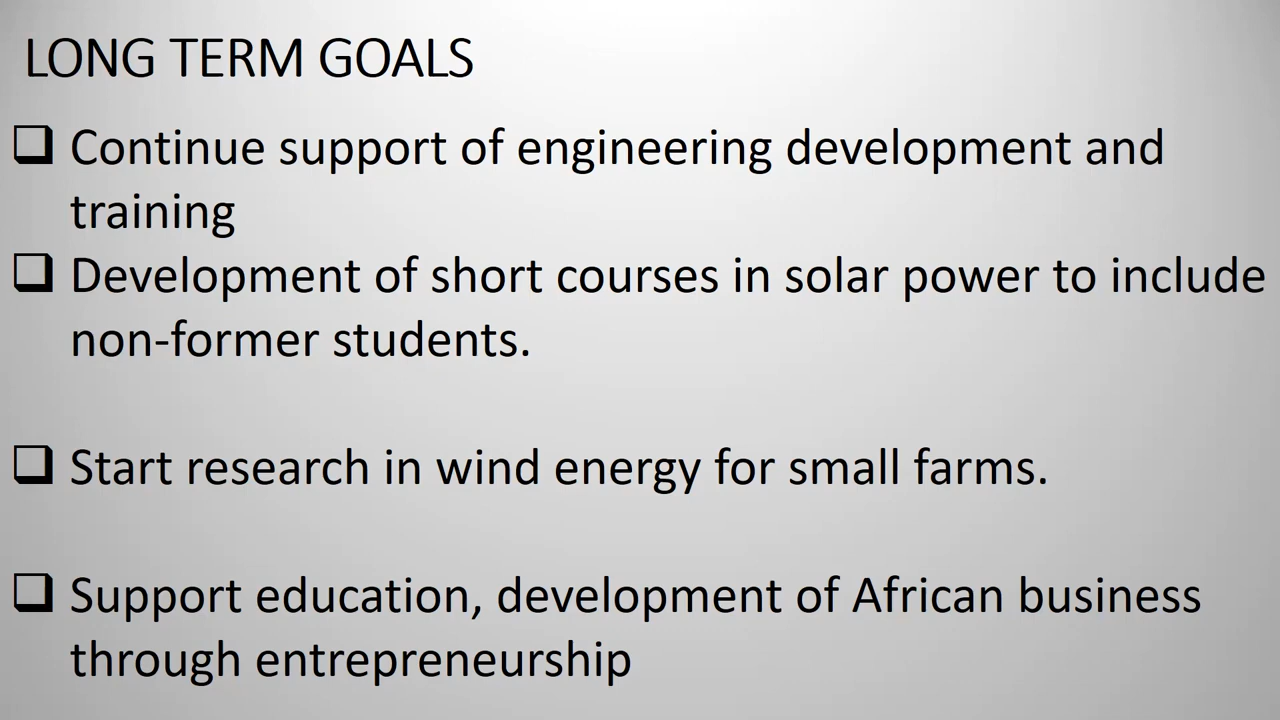 LONG TERM GOALS
❑ Continue support of engineering development and
training
❑ Development of short courses in solar power to include
non-former students.
❑ Start research in wind energy for small farms.
❑ Support education, development of African business
through entrepreneurship